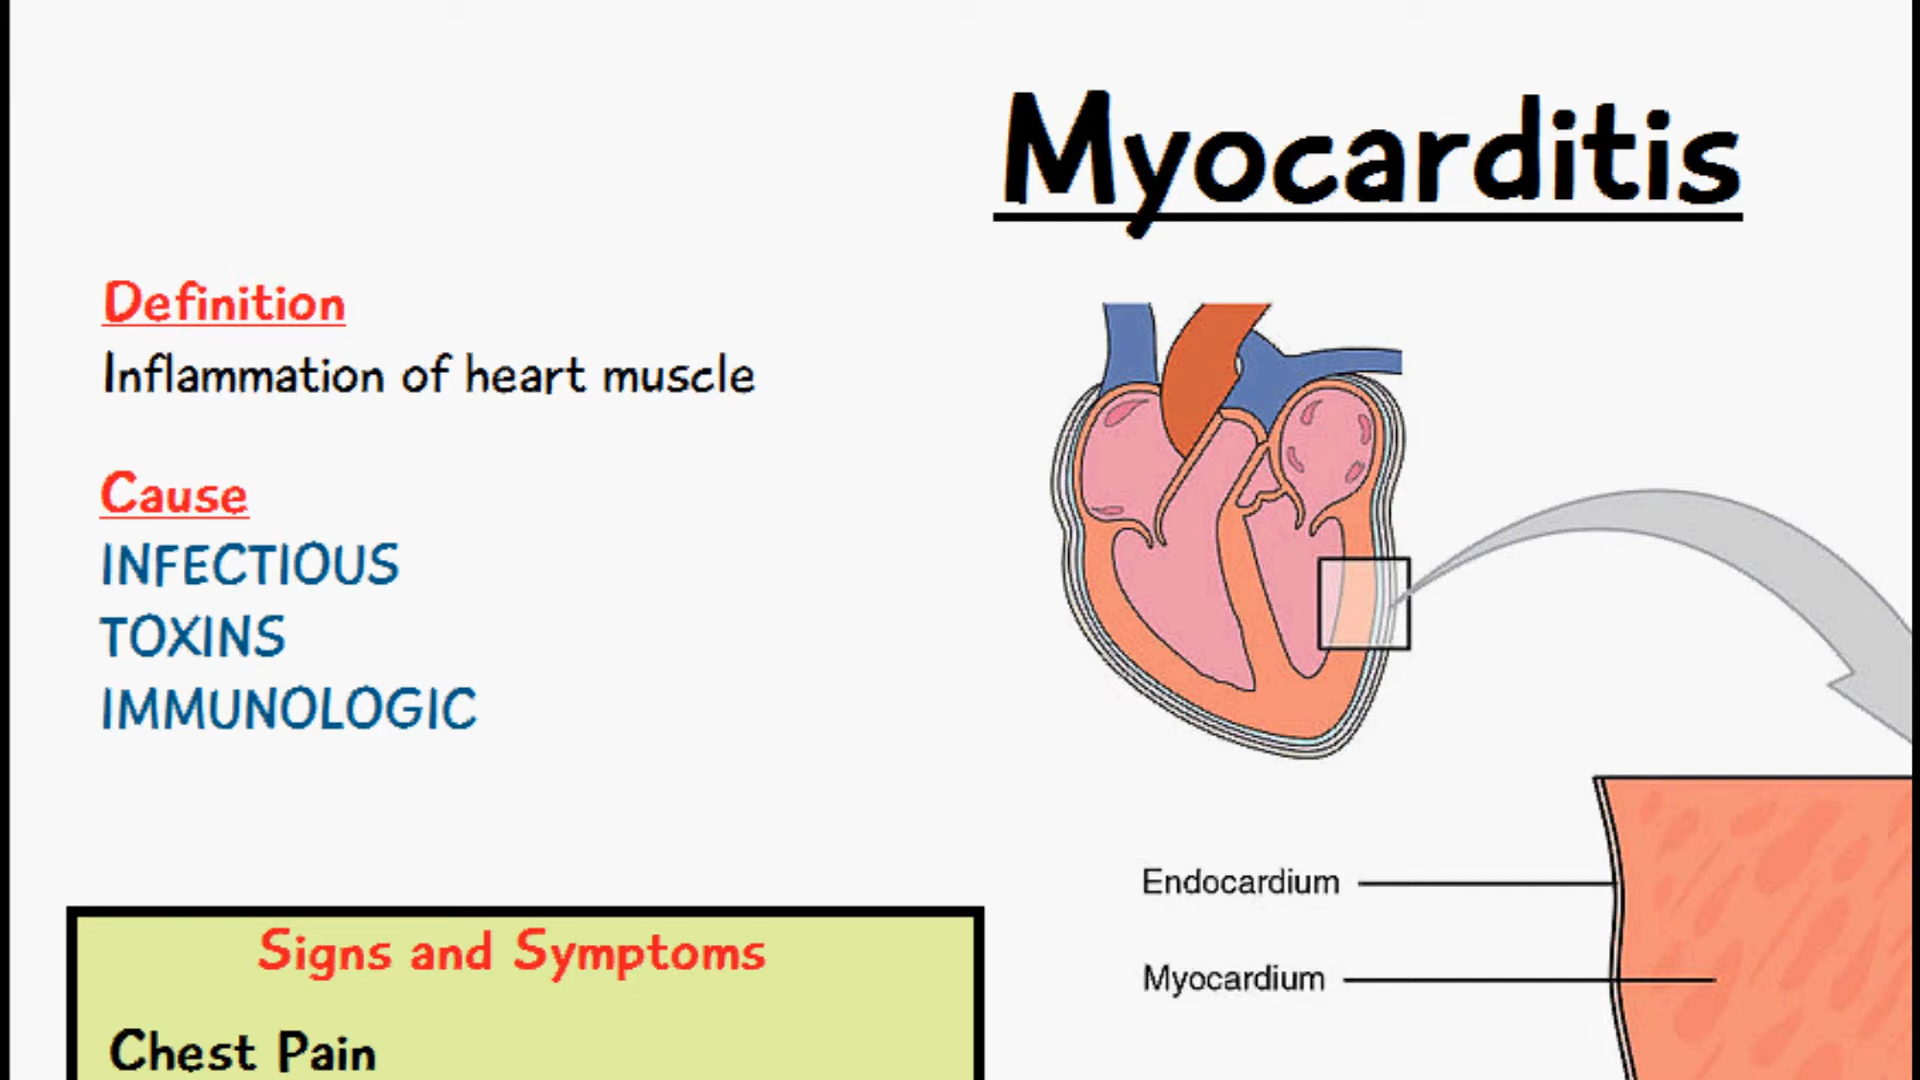 Myocarditis
Definition
Inflammation of heart muscle
Cause
INFECTIOUS
TOXINS
IMMUNOLOGIC
Signs and Symptoms
Chest Pain
Endocardium
Myocardium